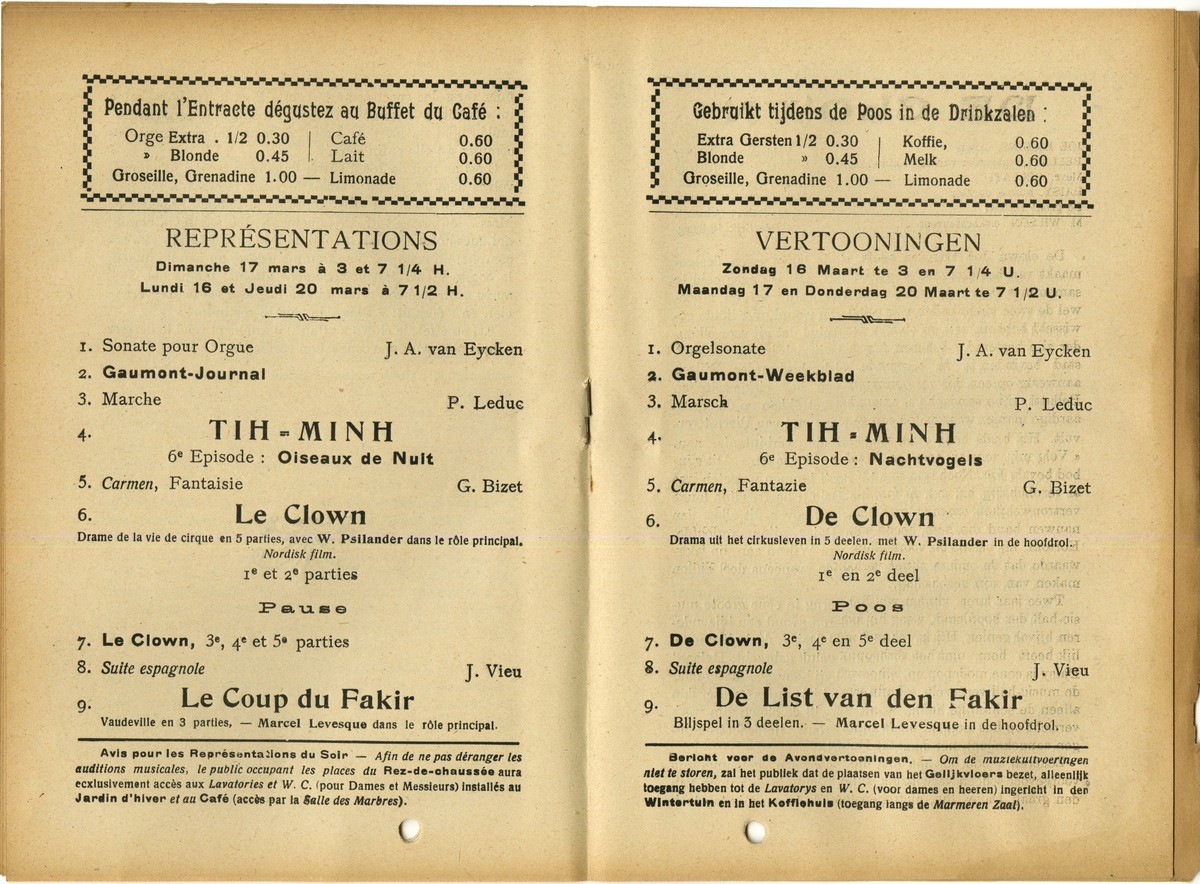 Pendant l'Entracte dégustez au Buffet du Café :
Orge Extra . 1/2 0.30 | Café 0.60
» Blonde 0.45 | Lait 0.60
Groseille, Grenadine 1.00 — Limonade 0.60
REPRÉSENTATIONS
Dimanche 17 mars à 3 et 7 1/4 H.
Lundi 16 et Jeudi 20 mars à 7 1/2 H.
1. Sonate pour Orgue J. A. van Eycken
2. Gaumont-Journal
3. Marche P. Leduc
4. TIH-MINH
6e Episode : Oiseaux de Nuit
5. Carmen, Fantaisie G. Bizet
6. Le Clown
Drame de la vie de cirque en 5 parties, avec W. Psilander dans le rôle principal.
Nordisk film.
1e et 2e parties
Pause
7. Le Clown, 3e, 4e et 5e parties
8. Suite espagnole J. Vieu
9. Le Coup du Fakir
Vaudeville en 3 parties, — Marcel Levesque dans le rôle principal.
Avis pour les Représentations du Soir — Afin de ne pas déranger les
auditions musicales, le public occupant les places du Rez-de-chaussée aura
ecxlusivement accès aux Lavatories et W. C. (pour Dames et Messieurs) installés au
Jardin d'hiver et au Café (accès par la Salle des Marbres).
Gebruikt tijdens de Poos in de Drinkzalen :
Extra Gersten 1/2 0.30 | Koffie, 0.60
Blonde » 0.45 | Melk 0.60
Groseille, Grenadine 1.00 — Limonade 0.60
VERTOONINGEN
Zondag 16 Maart te 3 en 7 1/4 U.
Maandag 17 en Donderdag 20 Maart te 7 1/2 U.
1. Orgelsonate J. A. van Eycken
2. Gaumont-Weekblad
3. Marsch P. Leduc
4. TIH-MINH
6e Episode : Nachtvogels
5. Carmen, Fantazie G. Bizet
6. De Clown
Drama uit het cirkusleven in 5 deelen. met W. Psilander in de hoofdrol.
Nordisk film.
1e en 2e deel
Poos
7. De Clown, 3e, 4e en 5e deel
8. Suite espagnole J. Vieu
9. De List van den Fakir
Blijspel in 3 deelen. — Marcel Levesque in de hoofdrol.
Bericht voor de Avondvertooningen. — Om de muziekuitvoeringen
niet te storen, zal het publiek dat de plaatsen van het Gelijkvloers bezet, alleenlijk
toegang hebben tot de Lavatorys en W. C. (voor dames en heeren) ingericht in den
Wintertuin en in het Koffiehuis (toegang langs de Marmeren Zaal).